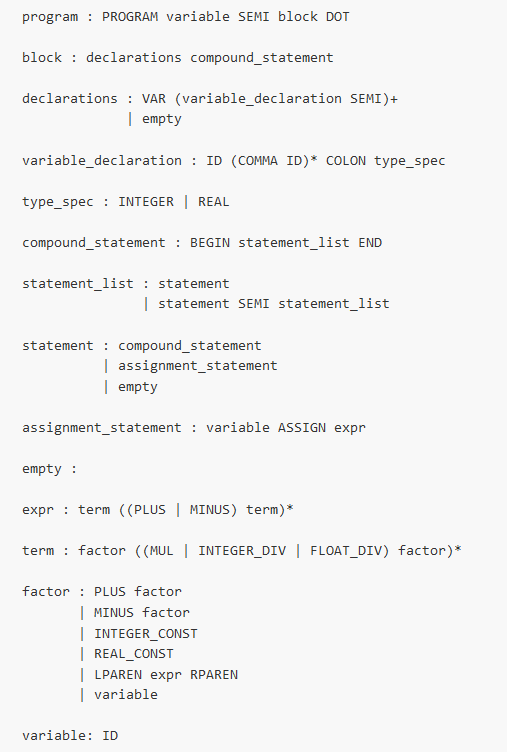 program : PROGRAM variable SEMI block DOT
block : declarations compound_statement
declarations : VAR (variable_declaration SEMI)+
| empty
variable_declaration : ID (COMMA ID)* COLON type_spec
type_spec : INTEGER | REAL
compound_statement : BEGIN statement_list END
statement_list : statement
| statement SEMI statement_list
statement : compound_statement
| assignment_statement
| empty
assignment_statement : variable ASSIGN expr
empty :
expr : term ((PLUS | MINUS) term)*
term : factor ((MUL | INTEGER_DIV | FLOAT_DIV) factor)*
factor : PLUS factor
| MINUS factor
| INTEGER_CONST
| REAL_CONST
| LPAREN expr RPAREN
| variable
variable: ID